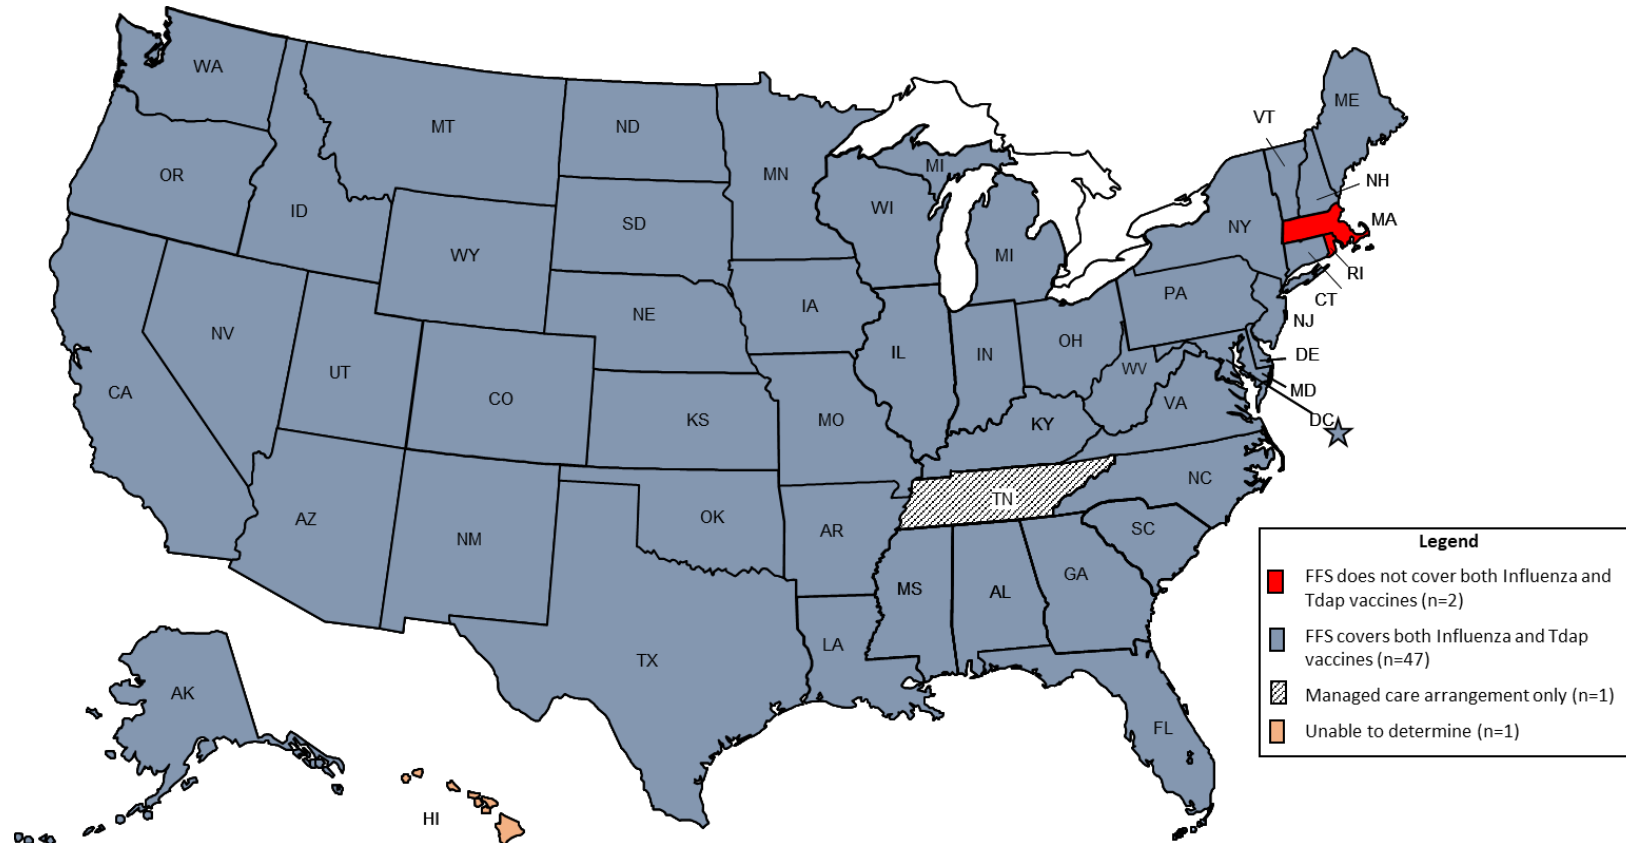 WA
MT
ND
MN
ME
VT
OR
ID
SD
WI
MI
NH
MA
NY
WY
MI
RI
CT
IA
PA
NJ
NE
NV
OH
IN
IL
DE
UT
WV
MD
CA
CO
VA
DC
KS
MO
KY
NC
TN
AZ
OK
AR
SC
NM
GA
MS
AL
LA
TX
AK
FL
HI
Legend
FFS does not cover both Influenza and
Tdap vaccines (n=2)
FFS covers both Influenza and Tdap
vaccines (n=47)
Managed care arrangement only (n=1)
Unable to determine (n=1)